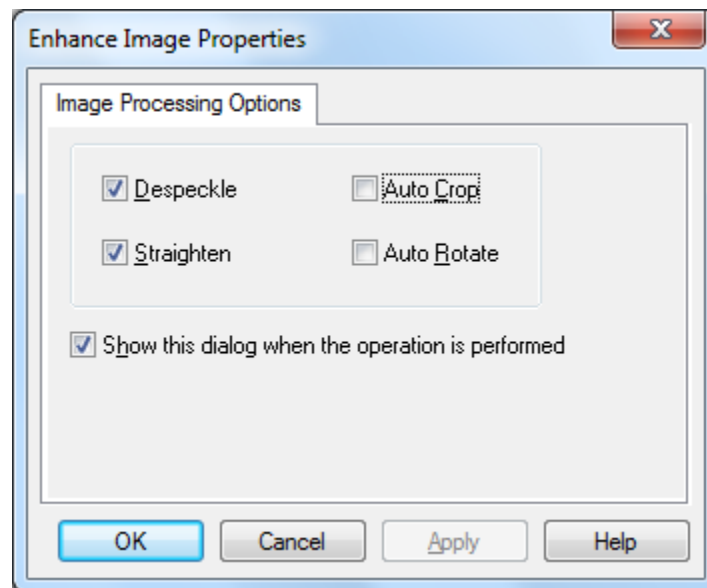 Enhance Image Properties
Image Processing Options
Despeckle
Auto Crop
Straighten
Auto Rotate
Show this dialog when the operation is performed
OK
Cancel
Apply
Help